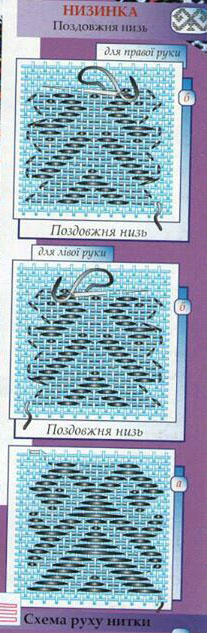 НИЗИНКА
Поздовжня низь
для правої руки
б
Поздовжня низь
для лівої руки
б
Поздовжня низь
а
Схема руху нитки